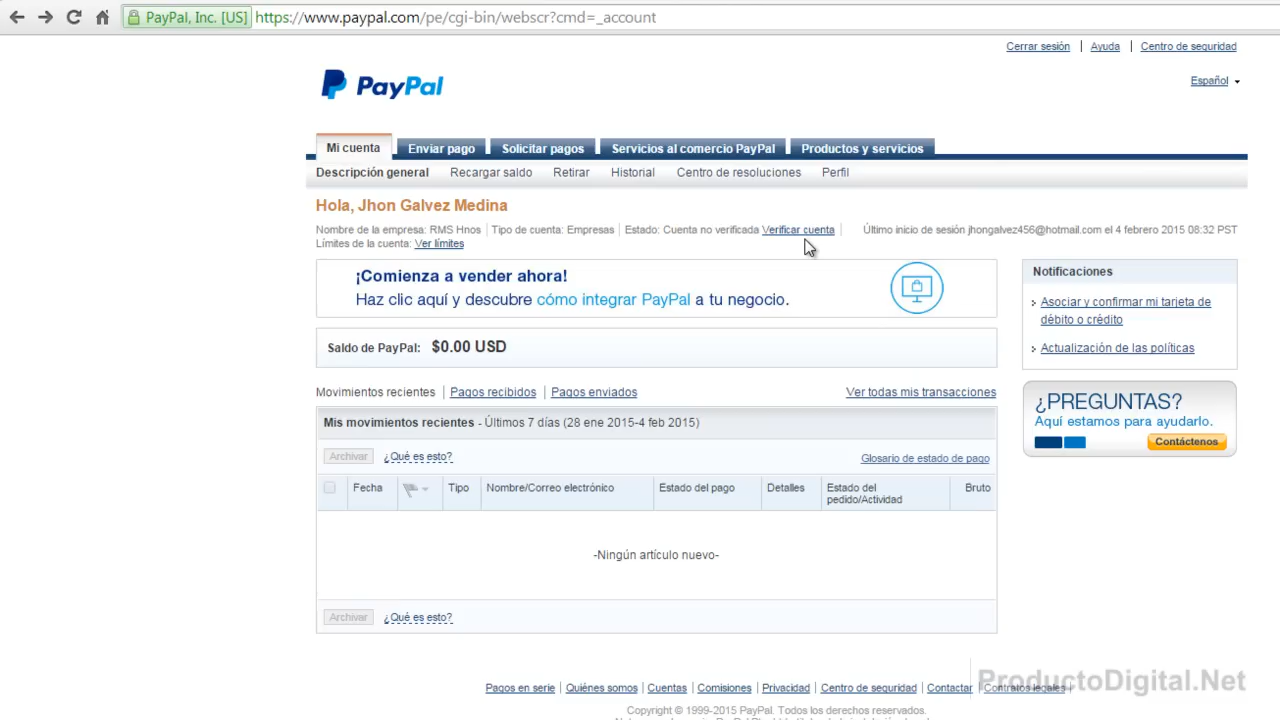 PayPal, Inc. [US] https://www.paypal.com/pe/cgi-bin/webscr?cmd=_account
Cerrar sesión | Ayuda | Centro de seguridad
PayPal
Español
Mi cuenta Enviar pago Solicitar pagos Servicios al comercio PayPal Productos y servicios
Descripción general Recargar saldo Retirar Historial Centro de resoluciones Perfil
Hola, Jhon Galvez Medina
Nombre de la empresa: RMS Hnos | Tipo de cuenta: Empresas | Estado: Cuenta no verificada Verificar cuenta | Último inicio de sesión jhongalvez456@hotmail.com el 4 febrero 2015 08:32 PST
Límites de la cuenta: Ver límites
¡Comienza a vender ahora!
Haz clic aquí y descubre cómo integrar PayPal a tu negocio.
Notificaciones
Asociar y confirmar mi tarjeta de
débito o crédito
Actualización de las políticas
Saldo de PayPal: $0.00 USD
¿PREGUNTAS?
Aquí estamos para ayudarlo.
Contáctenos
Movimientos recientes | Pagos recibidos | Pagos enviados Ver todas mis transacciones
Mis movimientos recientes - Últimos 7 días (28 ene 2015-4 feb 2015)
Archivar ¿Qué es esto? Glosario de estado de pago
Fecha Tipo Nombre/Correo electrónico Estado del pago Detalles Estado del Bruto
pedido/Actividad
-Ningún artículo nuevo-
Archivar ¿Qué es esto?
ProductoDigital.Net
Pagos en serie | Quiénes somos | Cuentas | Comisiones | Privacidad | Centro de seguridad | Contactar | Contratos legales |
Copyright © 1999-2015 PayPal. Todos los derechos reservados.